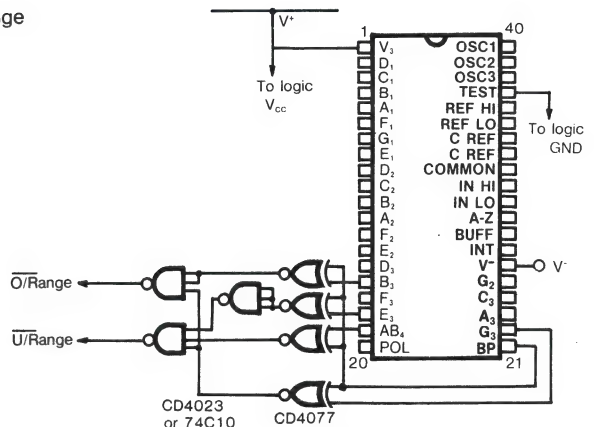 ge
V⁺
To logic
V_cc
1
40
V₃
D₁
C₁
B₁
A₁
F₁
G₁
E₁
D₂
C₂
B₂
A₂
F₂
E₂
D₃
B₃
F₃
E₃
AB₄
POL
20
OSC1
OSC2
OSC3
TEST
REF HI
REF LO
C REF
C REF
COMMON
IN HI
IN LO
A-Z
BUFF
INT
V⁻
G₂
C₃
A₃
G₃
BP
21
To logic
GND
V⁻
O/Range
U/Range
CD4023
or 74C10
CD4077